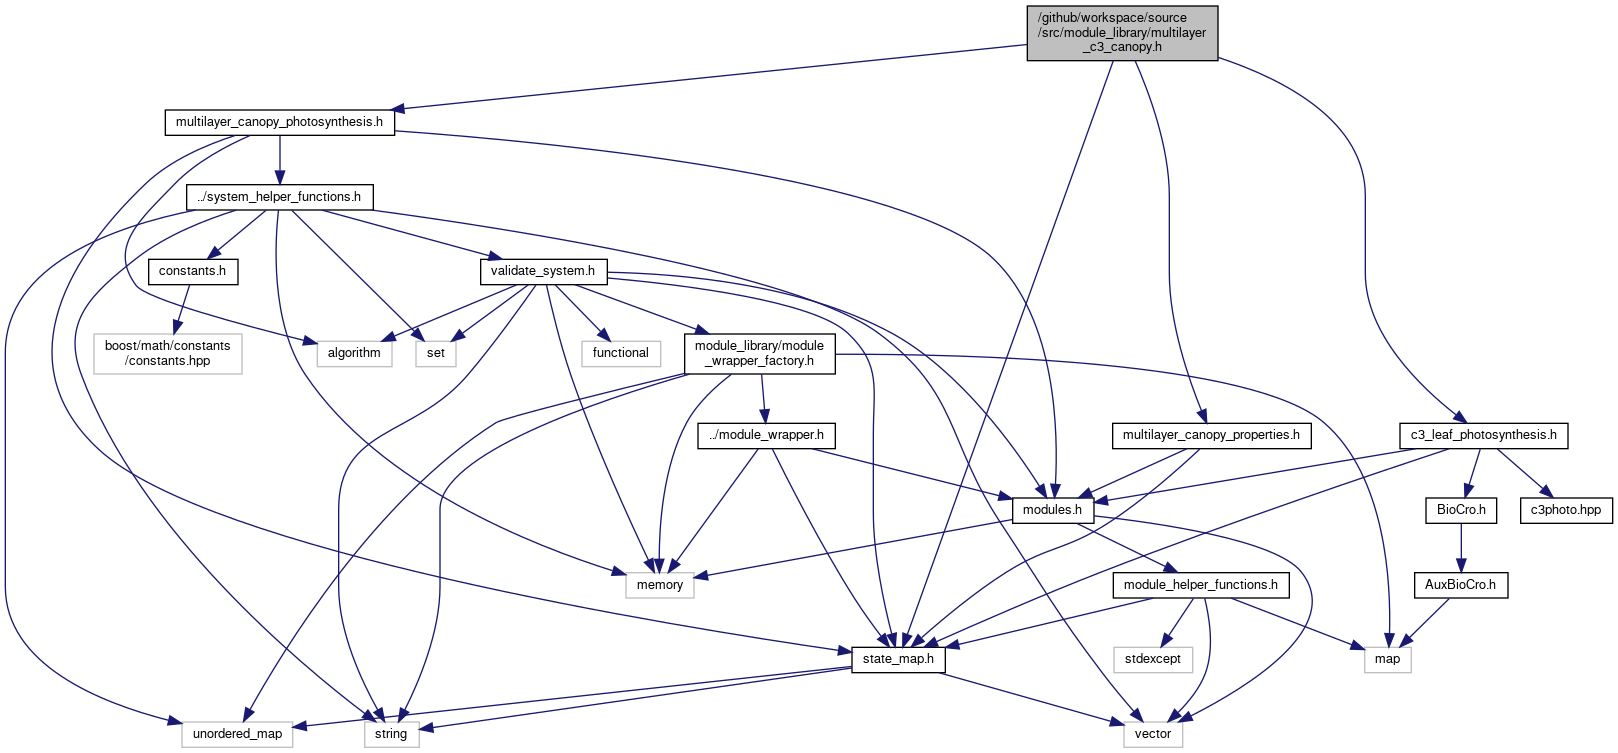 /github/workspace/source
/src/module_library/multilayer
_c3_canopy.h
multilayer_canopy_photosynthesis.h
../system_helper_functions.h
constants.h
validate_system.h
boost/math/constants
/constants.hpp
algorithm
set
functional
module_library/module
_wrapper_factory.h
../module_wrapper.h
multilayer_canopy_properties.h
c3_leaf_photosynthesis.h
modules.h
BioCro.h
c3photo.hpp
memory
module_helper_functions.h
AuxBioCro.h
state_map.h
stdexcept
map
unordered_map
string
vector